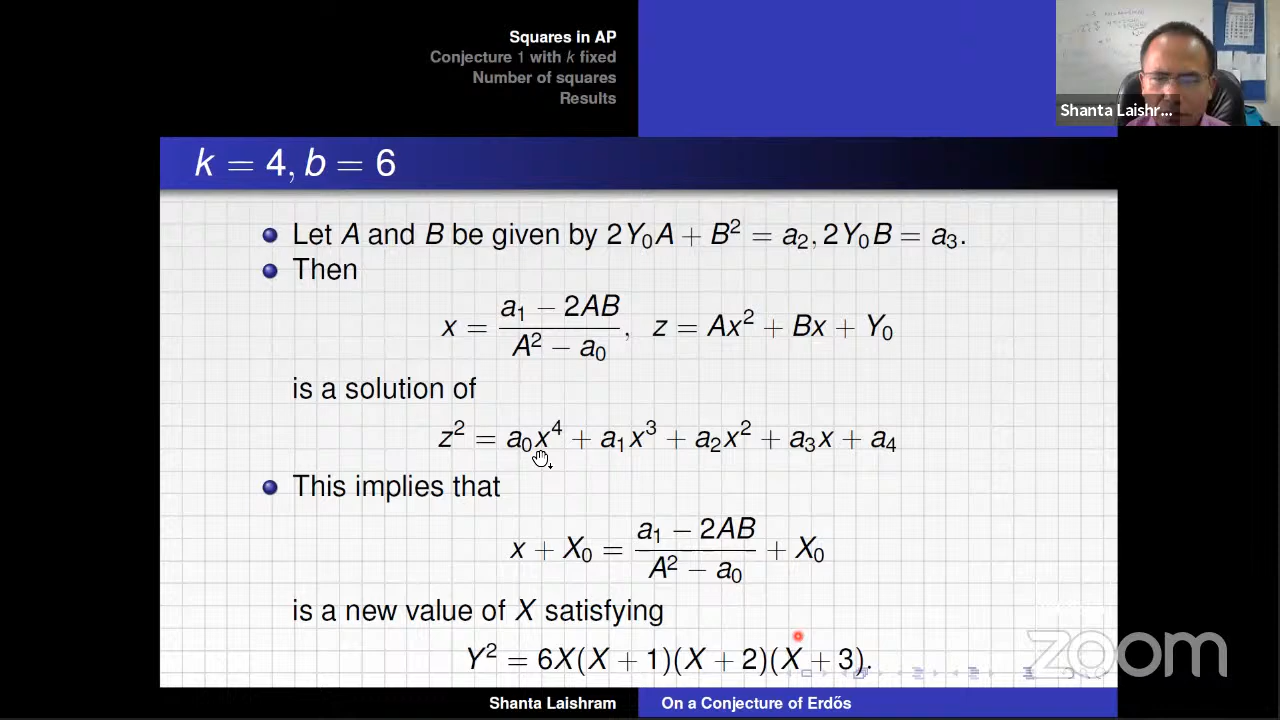 Squares in AP
Conjecture 1 with k fixed
Number of squares
Results
Shanta Laishr...
k = 4, b = 6
Let A and B be given by 2Y₀A + B² = a₂, 2Y₀B = a₃.
Then
x = (a₁ − 2AB)/(A² − a₀), z = Ax² + Bx + Y₀
is a solution of
z² = a₀x⁴ + a₁x³ + a₂x² + a₃x + a₄
This implies that
x + X₀ = (a₁ − 2AB)/(A² − a₀) + X₀
is a new value of X satisfying
Y² = 6X(X + 1)(X + 2)(X + 3).
zoom
Shanta Laishram On a Conjecture of Erdős